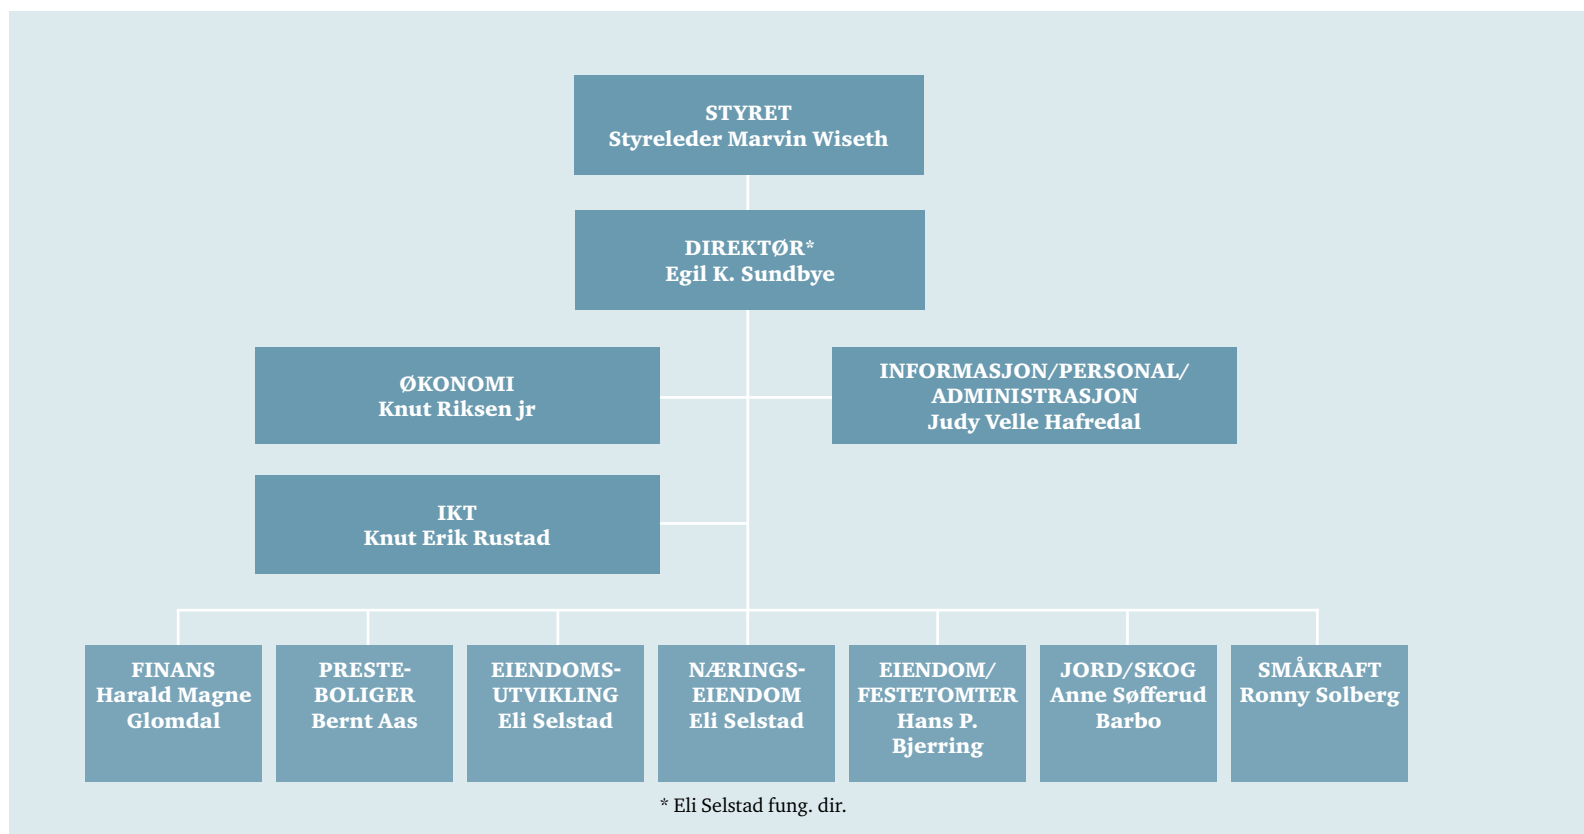 STYRET
Styreleder Marvin Wiseth
DIREKTØR*
Egil K. Sundbye
ØKONOMI
Knut Riksen jr
INFORMASJON/PERSONAL/
ADMINISTRASJON
Judy Velle Hafredal
IKT
Knut Erik Rustad
FINANS
Harald Magne
Glomdal
PRESTE-
BOLIGER
Bernt Aas
EIENDOMS-
UTVIKLING
Eli Selstad
NÆRINGS-
EIENDOM
Eli Selstad
EIENDOM/
FESTETOMTER
Hans P.
Bjerring
JORD/SKOG
Anne Søfferud
Barbo
SMÅKRAFT
Ronny Solberg
* Eli Selstad fung. dir.